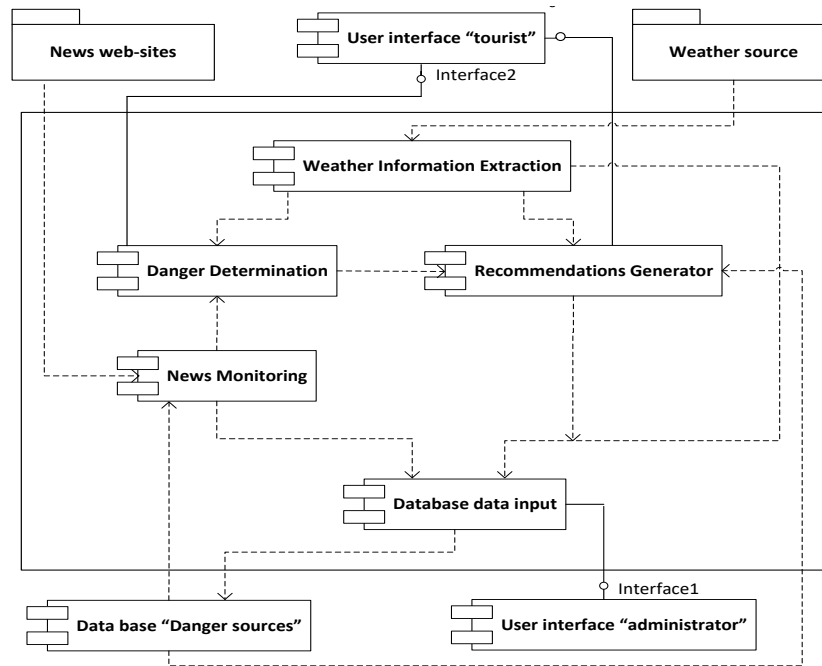 News web-sites
User interface “tourist”
Weather source
Interface2
Weather Information Extraction
Danger Determination
Recommendations Generator
News Monitoring
Database data input
Interface1
Data base “Danger sources”
User interface “administrator”